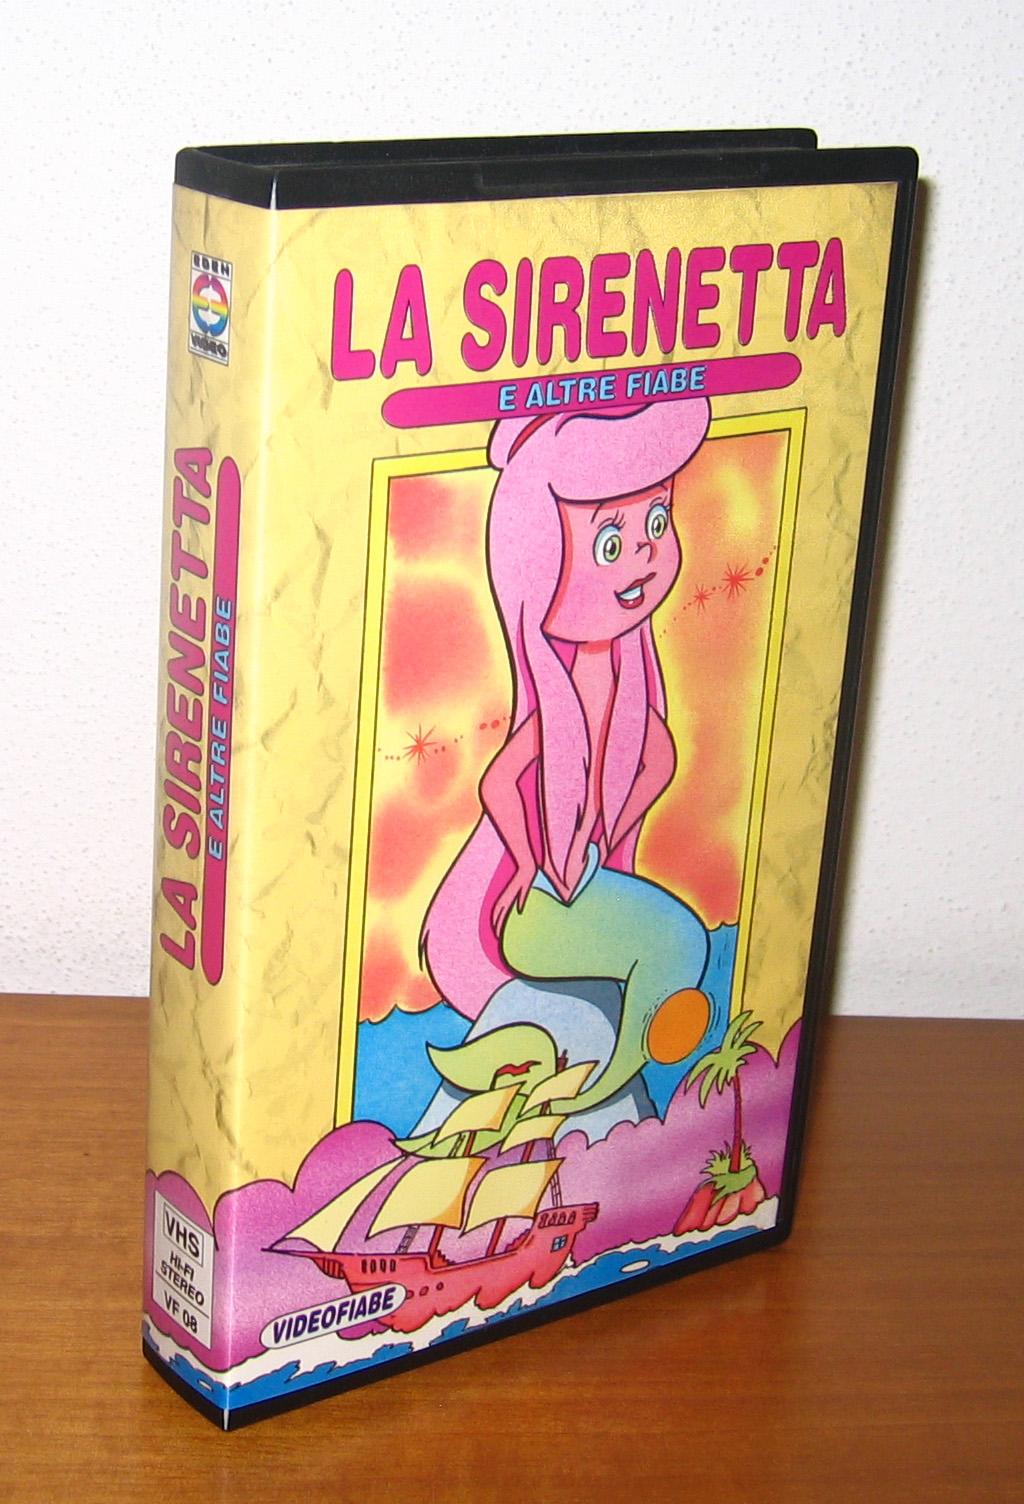 EDEN
VIDEO
LA SIRENETTA
E ALTRE FIABE
VHS
HI-FI
STEREO
VF 08
LA SIRENETTA
E ALTRE FIABE
VIDEOFIABE